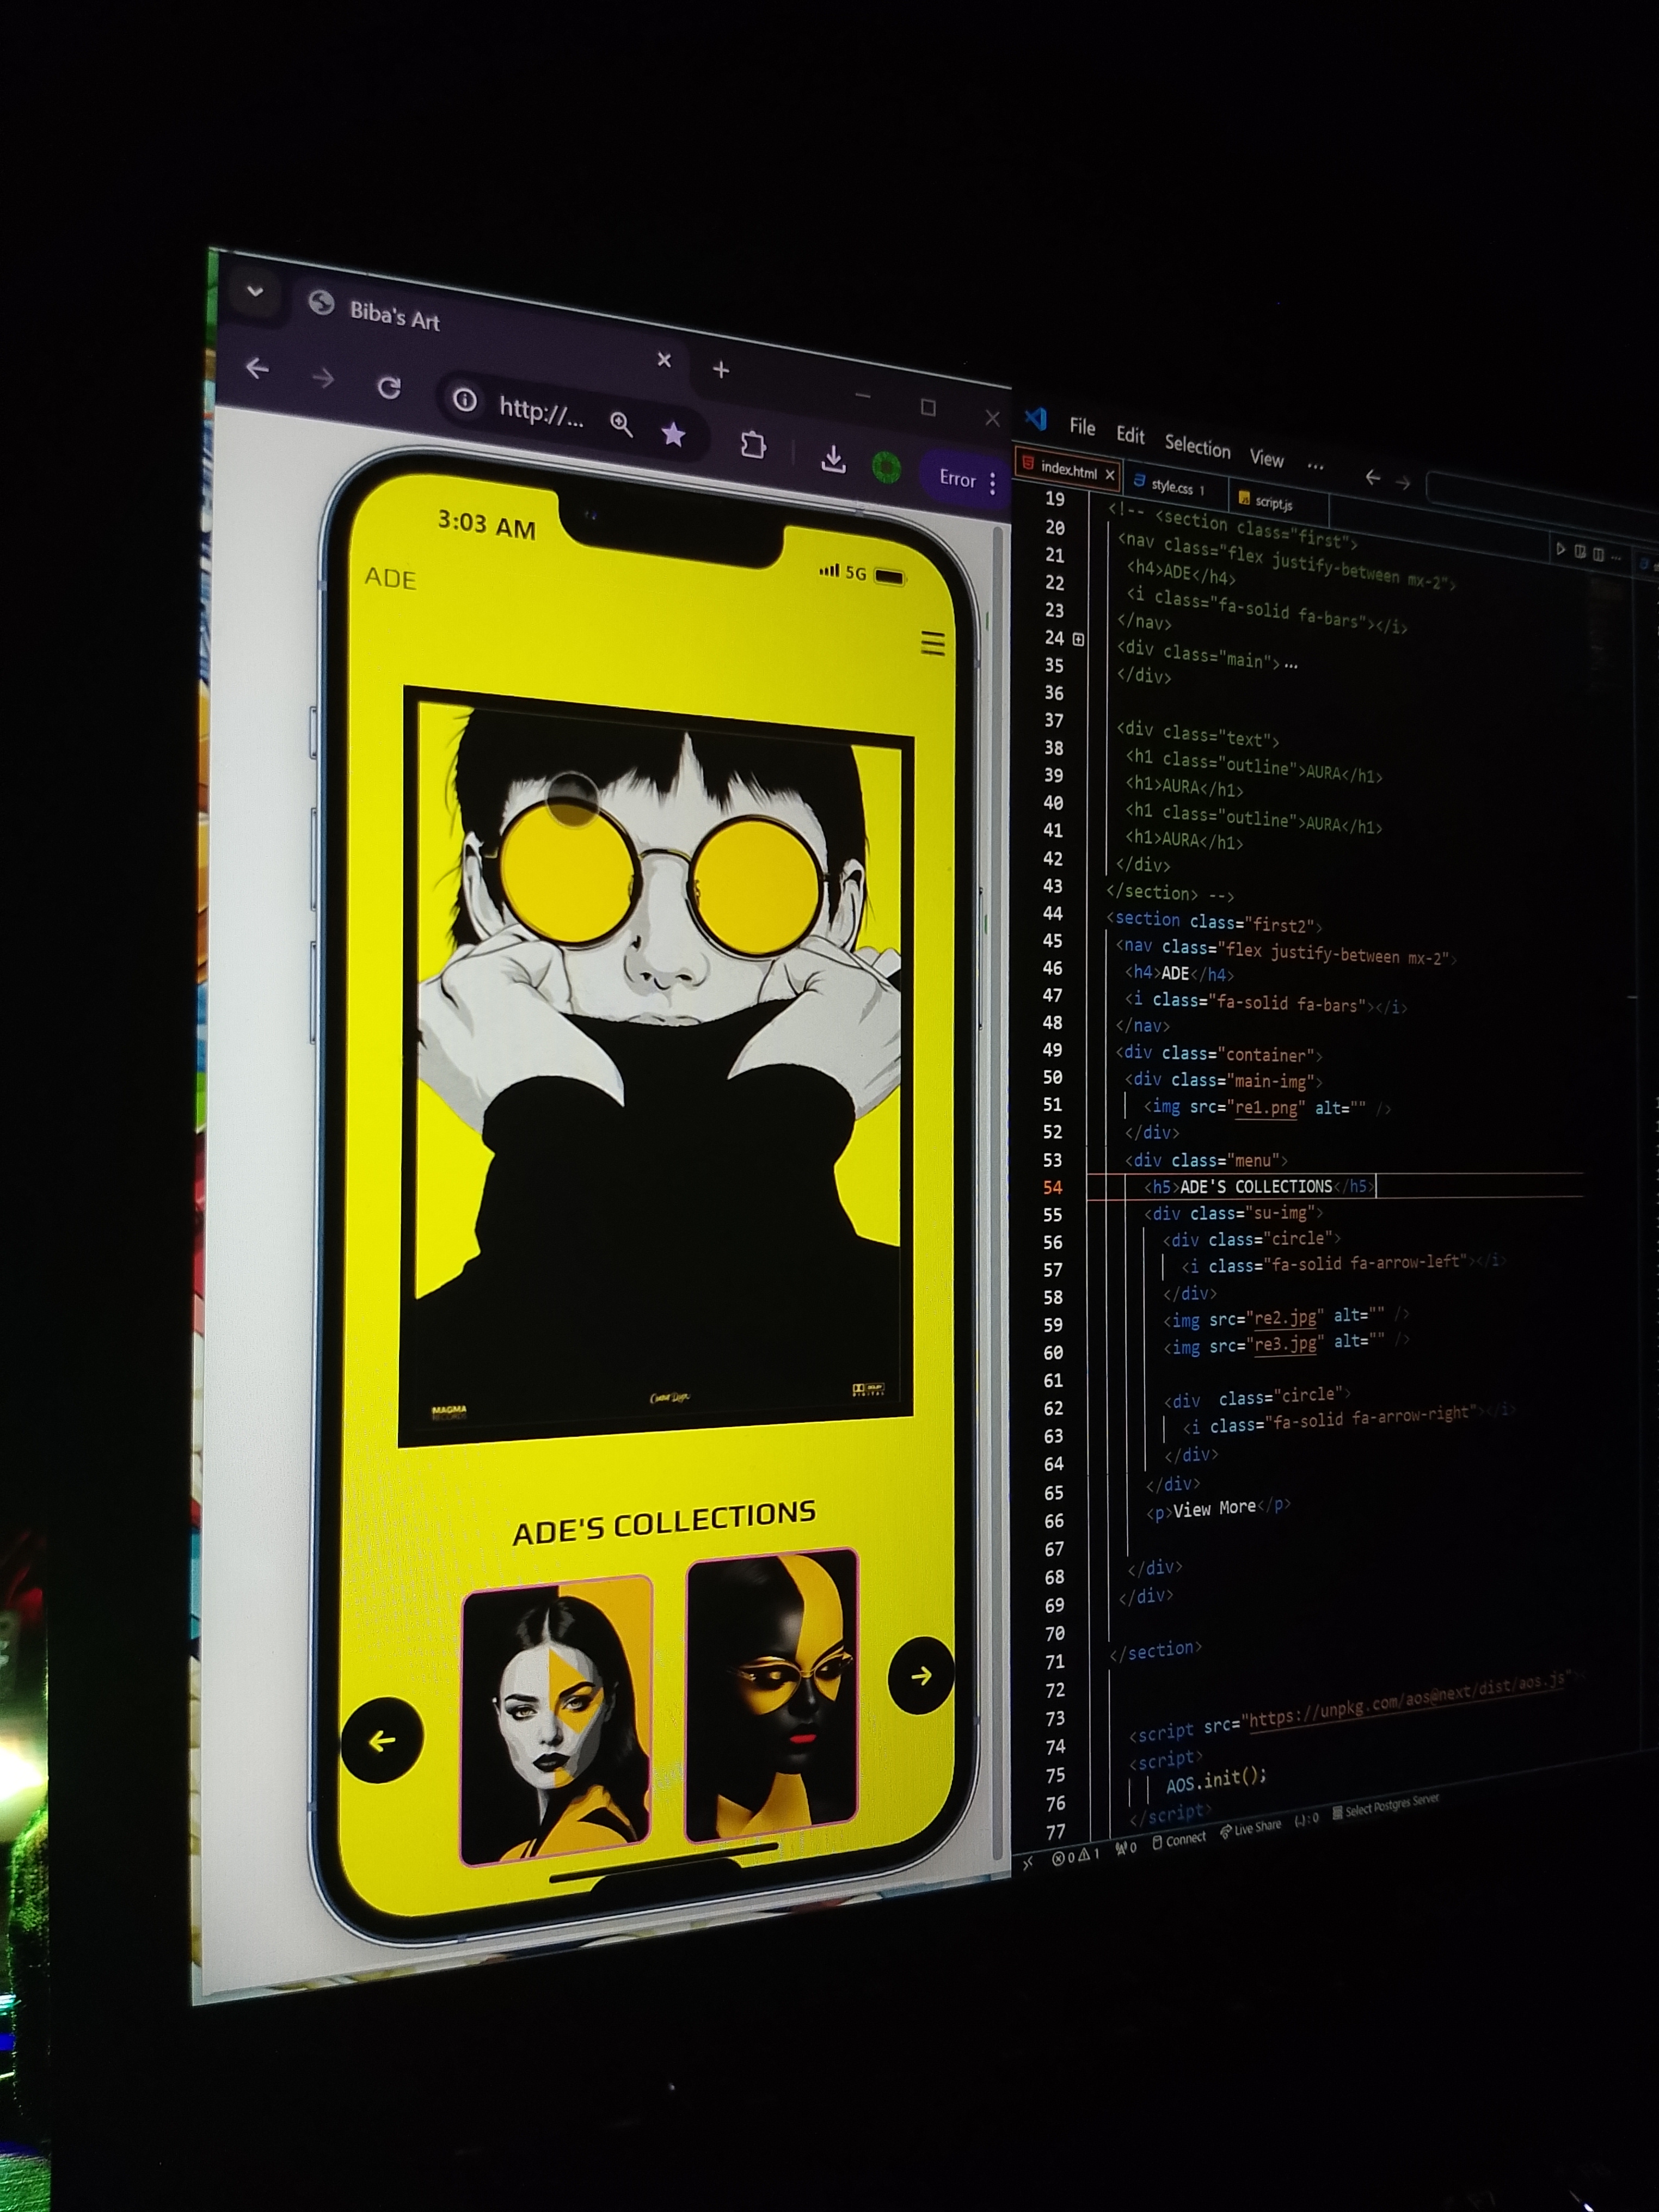 Biba's Art
http://...
Error
3:03 AM
5G
ADE
MAGMA
RECORDS
DIGITAL
ADE'S COLLECTIONS
File Edit Selection View ...
index.html
style.css 1
script.js
19
20 <!-- <section class="first">
21 <nav class="flex justify-between mx-2">
22 <h4>ADE</h4>
23 <i class="fa-solid fa-bars"></i>
</nav>
24 <div class="main">...
35 </div>
36
37 <div class="text">
38 <h1 class="outline">AURA</h1>
39 <h1>AURA</h1>
40 <h1 class="outline">AURA</h1>
41 <h1>AURA</h1>
42 </div>
43 </section> -->
44 <section class="first2">
45 <nav class="flex justify-between mx-2">
46 <h4>ADE</h4>
47 <i class="fa-solid fa-bars"></i>
48 </nav>
49 <div class="container">
50 <div class="main-img">
51 <img src="re1.png" alt="" />
52 </div>
53 <div class="menu">
54 <h5>ADE'S COLLECTIONS</h5>
55 <div class="su-img">
56 <div class="circle">
57 <i class="fa-solid fa-arrow-left"></i>
58 </div>
59 <img src="re2.jpg" alt="" />
60 <img src="re3.jpg" alt="" />
61
62 <div  class="circle">
63 <i class="fa-solid fa-arrow-right"></i>
64 </div>
65 </div>
66 <p>View More</p>
67
68 </div>
69 </div>
70
71 </section>
72
73 <script src="https://unpkg.com/aos@next/dist/aos.js">
74 <script>
75 AOS.init();
76 </script>
77
0 1 0 Connect Live Share {..}: 0 Select Postgres Server